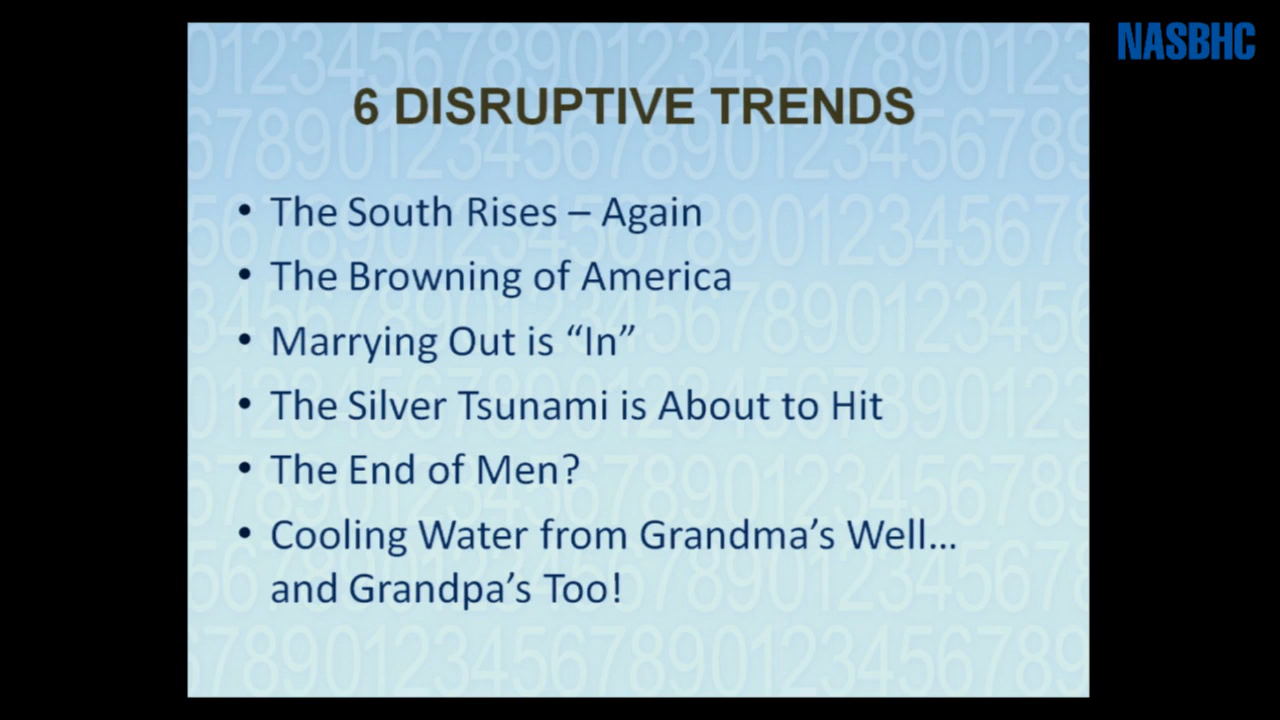 NASBHC
6 DISRUPTIVE TRENDS
• The South Rises – Again
• The Browning of America
• Marrying Out is “In”
• The Silver Tsunami is About to Hit
• The End of Men?
• Cooling Water from Grandma’s Well…
and Grandpa’s Too!